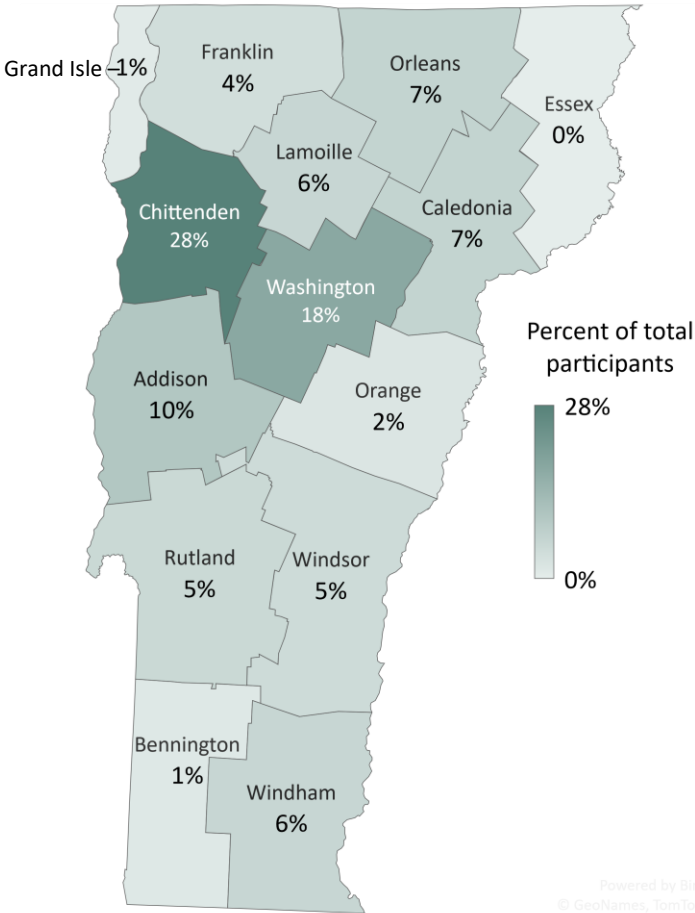 Franklin
4%
Grand Isle
1%
Orleans
7%
Essex
0%
Lamoille
6%
Chittenden
28%
Caledonia
7%
Washington
18%
Percent of total
participants
28%
0%
Addison
10%
Orange
2%
Rutland
5%
Windsor
5%
Bennington
1%
Windham
6%
Powered by Bin
© GeoNames, TomTo